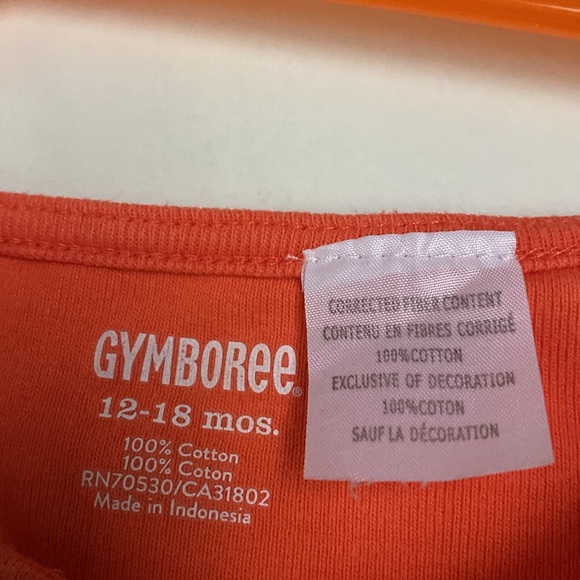 GYMBOREE®
12-18 mos.
100% Cotton
100% Coton
RN70530/CA31802
Made in Indonesia
CORRECTED FIBER CONTENT
CONTENU EN FIBRES CORRIGÉ
100%COTTON
EXCLUSIVE OF DECORATION
100%COTON
SAUF LA DÉCORATION